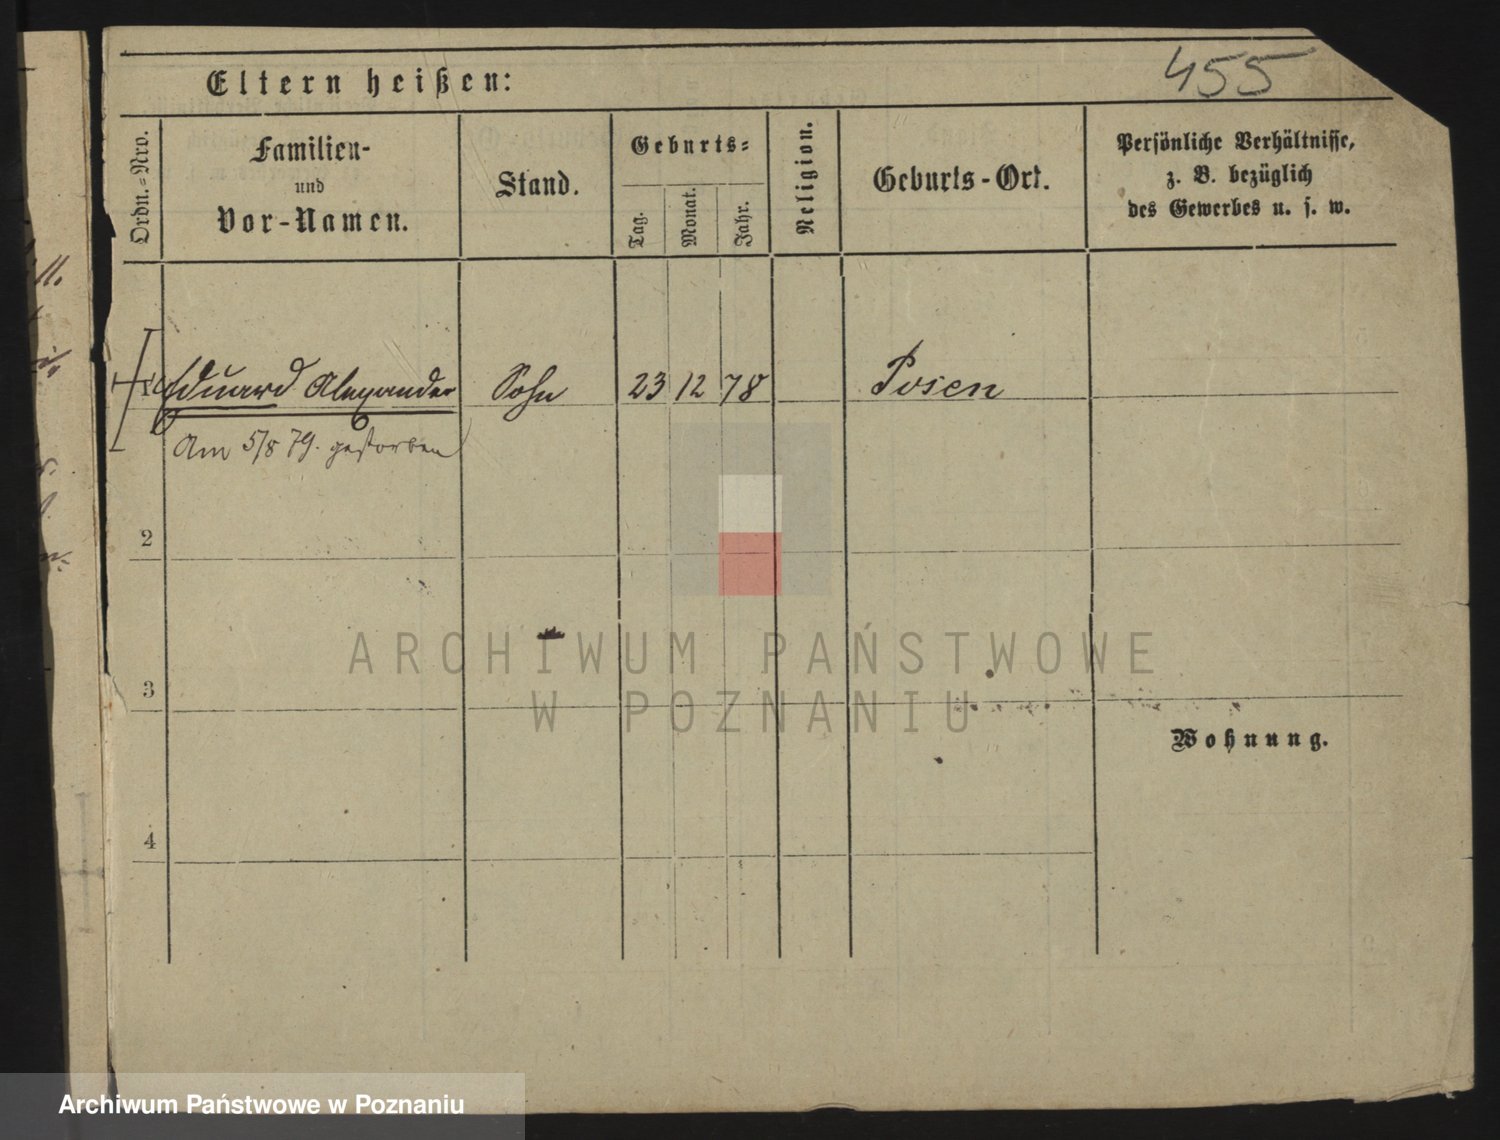 Eltern heißen:
455
Ordn.-Nro.
Familien-
und
Vor-Namen.
Stand.
Geburts-
Tag.
Monat.
Jahr.
Religion.
Geburts-Ort.
Persönliche Verhältnisse,
z. B. bezüglich
des Gewerbes u. s. w.
1 Eduard Alexander Sohn 23 12 78 Posen
Am 5/8 79. gestorben
2
3
ARCHIWUM PAŃSTWOWE
W POZNANIU
Wohnung.
4
Archiwum Państwowe w Poznaniu